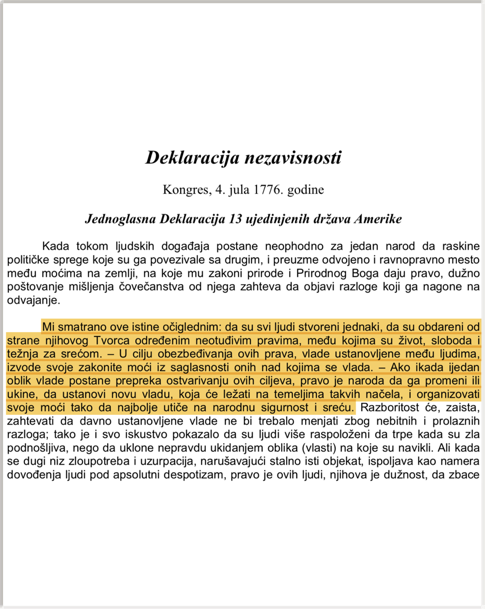 Deklaracija nezavisnosti
Kongres, 4. jula 1776. godine
Jednoglasna Deklaracija 13 ujedinjenih država Amerike
Kada tokom ljudskih događaja postane neophodno za jedan narod da raskine
političke sprege koje su ga povezivale sa drugim, i preuzme odvojeno i ravnopravno mesto
među moćima na zemlji, na koje mu zakoni prirode i Prirodnog Boga daju pravo, dužno
poštovanje mišljenja čovečanstva od njega zahteva da objavi razloge koji ga nagone na
odvajanje.
Mi smatrano ove istine očiglednim: da su svi ljudi stvoreni jednaki, da su obdareni od
strane njihovog Tvorca određenim neotuđivim pravima, među kojima su život, sloboda i
težnja za srećom. – U cilju obezbeđivanja ovih prava, vlade ustanovljene među ljudima,
izvode svoje zakonite moći iz saglasnosti onih nad kojima se vlada. – Ako ikada ijedan
oblik vlade postane prepreka ostvarivanju ovih ciljeva, pravo je naroda da ga promeni ili
ukine, da ustanovi novu vladu, koja će ležati na temeljima takvih načela, i organizovati
svoje moći tako da najbolje utiče na narodnu sigurnost i sreću. Razboritost će, zaista,
zahtevati da davno ustanovljene vlade ne bi trebalo menjati zbog nebitnih i prolaznih
razloga; tako je i svo iskustvo pokazalo da su ljudi više raspoloženi da trpe kada su zla
podnošljiva, nego da uklone nepravdu ukidanjem oblika (vlasti) na koje su navikli. Ali kada
se dugi niz zloupotreba i uzurpacija, narušavajući stalno isti objekat, ispoljava kao namera
dovođenja ljudi pod apsolutni despotizam, pravo je ovih ljudi, njihova je dužnost, da zbace